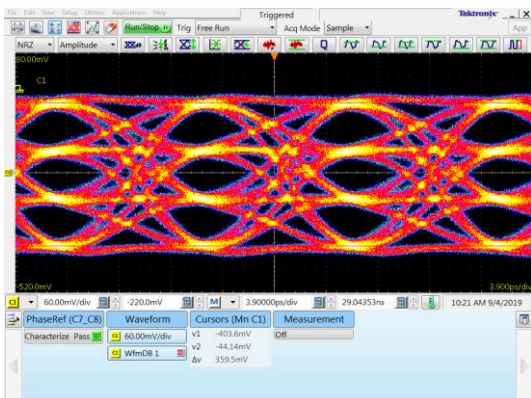 File Edit View Setup Utilities Applications Help
Triggered
Tektronix
Run/Stop Trig Free Run Acq Mode Sample App
NRZ Amplitude
80.00mV
C1
-520.0mV 3.900ps/div
C1 60.00mV/div -220.0mV M 3.90000ps/div 29.04353ns 10:21 AM 9/4/2019
PhaseRef (C7_C8) Waveform Cursors (Mn C1) Measurement
Characterize Pass C1 60.00mV/div v1 -403.6mV Off
C1 WfmDB 1 v2 -44.14mV
Δv 359.5mV